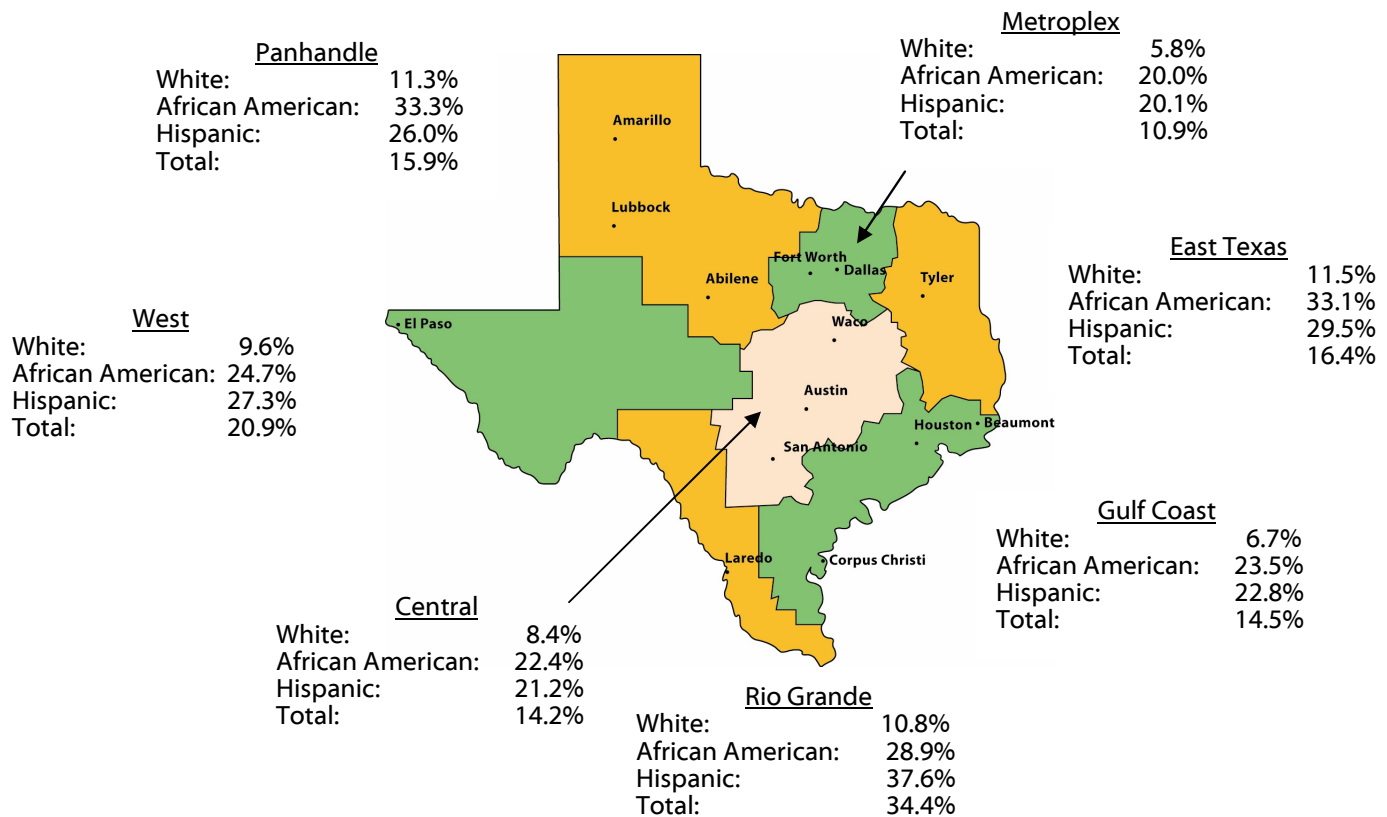 Metroplex
White: 5.8%
African American: 20.0%
Hispanic: 20.1%
Total: 10.9%
Panhandle
White: 11.3%
African American: 33.3%
Hispanic: 26.0%
Total: 15.9%
Amarillo
Lubbock
Abilene
Fort Worth
Dallas
Tyler
East Texas
White: 11.5%
African American: 33.1%
Hispanic: 29.5%
Total: 16.4%
West
White: 9.6%
African American: 24.7%
Hispanic: 27.3%
Total: 20.9%
El Paso
Waco
Austin
San Antonio
Houston
Beaumont
Laredo
Corpus Christi
Gulf Coast
White: 6.7%
African American: 23.5%
Hispanic: 22.8%
Total: 14.5%
Central
White: 8.4%
African American: 22.4%
Hispanic: 21.2%
Total: 14.2%
Rio Grande
White: 10.8%
African American: 28.9%
Hispanic: 37.6%
Total: 34.4%